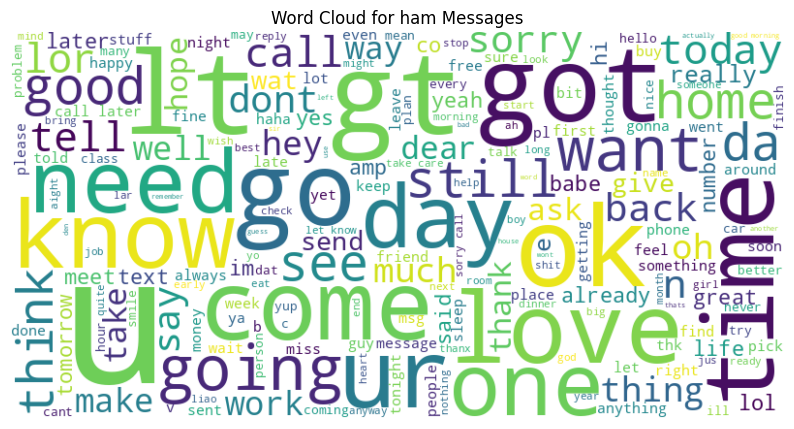 Word Cloud for ham Messages
mind later stuff night may reply even mean sorry hello actually good morning
problem lor many happy hope call way co stop sure look hi buy today someone
good lt wat lot gt free got really
call later fine dont yeah every start bit thought nice home
please tell bring well haha yes leave plan morning first gonna went finish
told class wish best hey late dear pl talk long want da
need go amp still babe give number around
lar yet keep help name
know aight remember check day take care word back ask phone car another
job den guess send let know boy ok oh feel soon
u come see much friend sorry call house wont e getting something better
think meet text always im dat room shit n girl
done tomorrow hour quite take smile say early yo eat week yup next thank place already month thats great never
money ya b c end said love dinner big find try
going ur person msg sleep thanx thk life pick time
cant make wait miss guy message god let right jus ready
v sent work liao coming heart tonight anyway people nothing one year thing anything ill lol